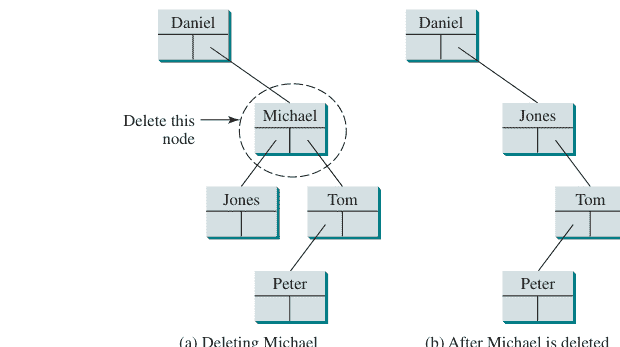 Daniel
Michael
Delete this
node
Jones
Tom
Peter
(a) Deleting Michael
Daniel
Jones
Tom
Peter
(b) After Michael is deleted